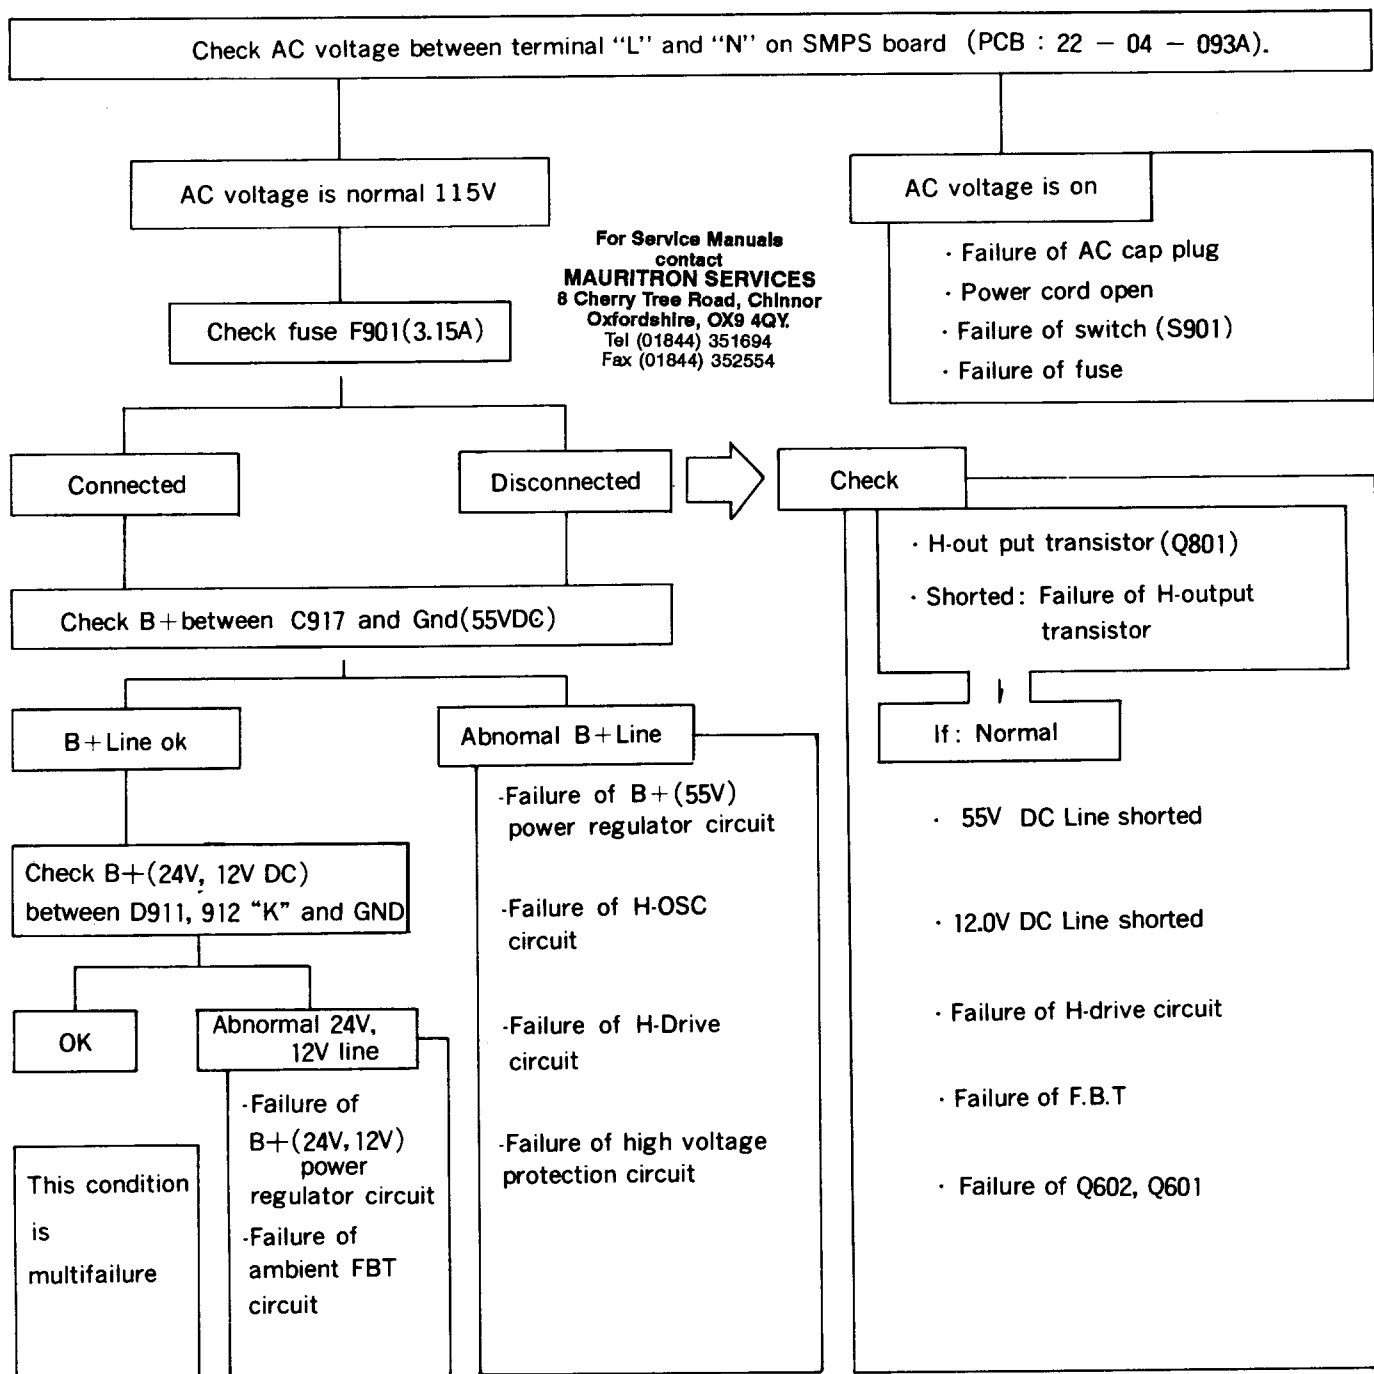 Check AC voltage between terminal “L” and “N” on SMPS board (PCB : 22 – 04 – 093A).
AC voltage is normal 115V
AC voltage is on
· Failure of AC cap plug
· Power cord open
· Failure of switch (S901)
· Failure of fuse
For Service Manuals
contact
MAURITRON SERVICES
8 Cherry Tree Road, Chinnor
Oxfordshire, OX9 4QY.
Tel (01844) 351694
Fax (01844) 352554
Check fuse F901(3.15A)
Connected
Disconnected
Check
· H-out put transistor (Q801)
· Shorted: Failure of H-output
transistor
If: Normal
· 55V DC Line shorted
· 12.0V DC Line shorted
· Failure of H-drive circuit
· Failure of F.B.T
· Failure of Q602, Q601
Check B+between C917 and Gnd(55VDC)
B+Line ok
Abnomal B+Line
-Failure of B+(55V)
power regulator circuit
-Failure of H-OSC
circuit
-Failure of H-Drive
circuit
-Failure of high voltage
protection circuit
Check B+(24V, 12V DC)
between D911, 912 “K” and GND
OK
Abnormal 24V,
12V line
-Failure of
B+(24V, 12V)
power
regulator circuit
-Failure of
ambient FBT
circuit
This condition
is
multifailure